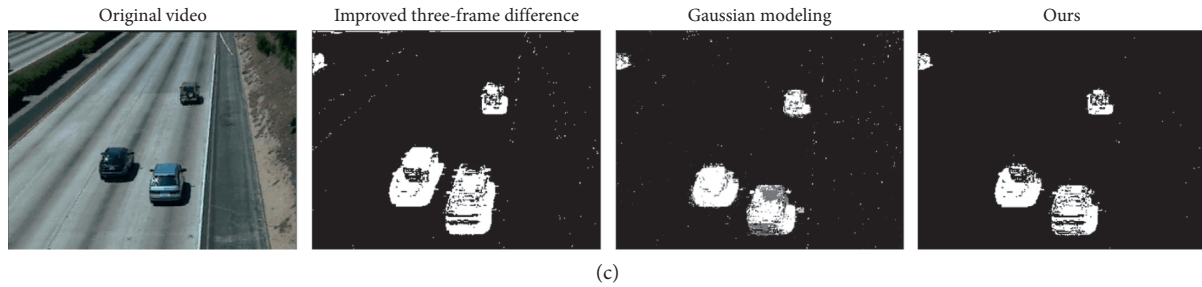 Original video
Improved three-frame difference
Gaussian modeling
Ours
(c)